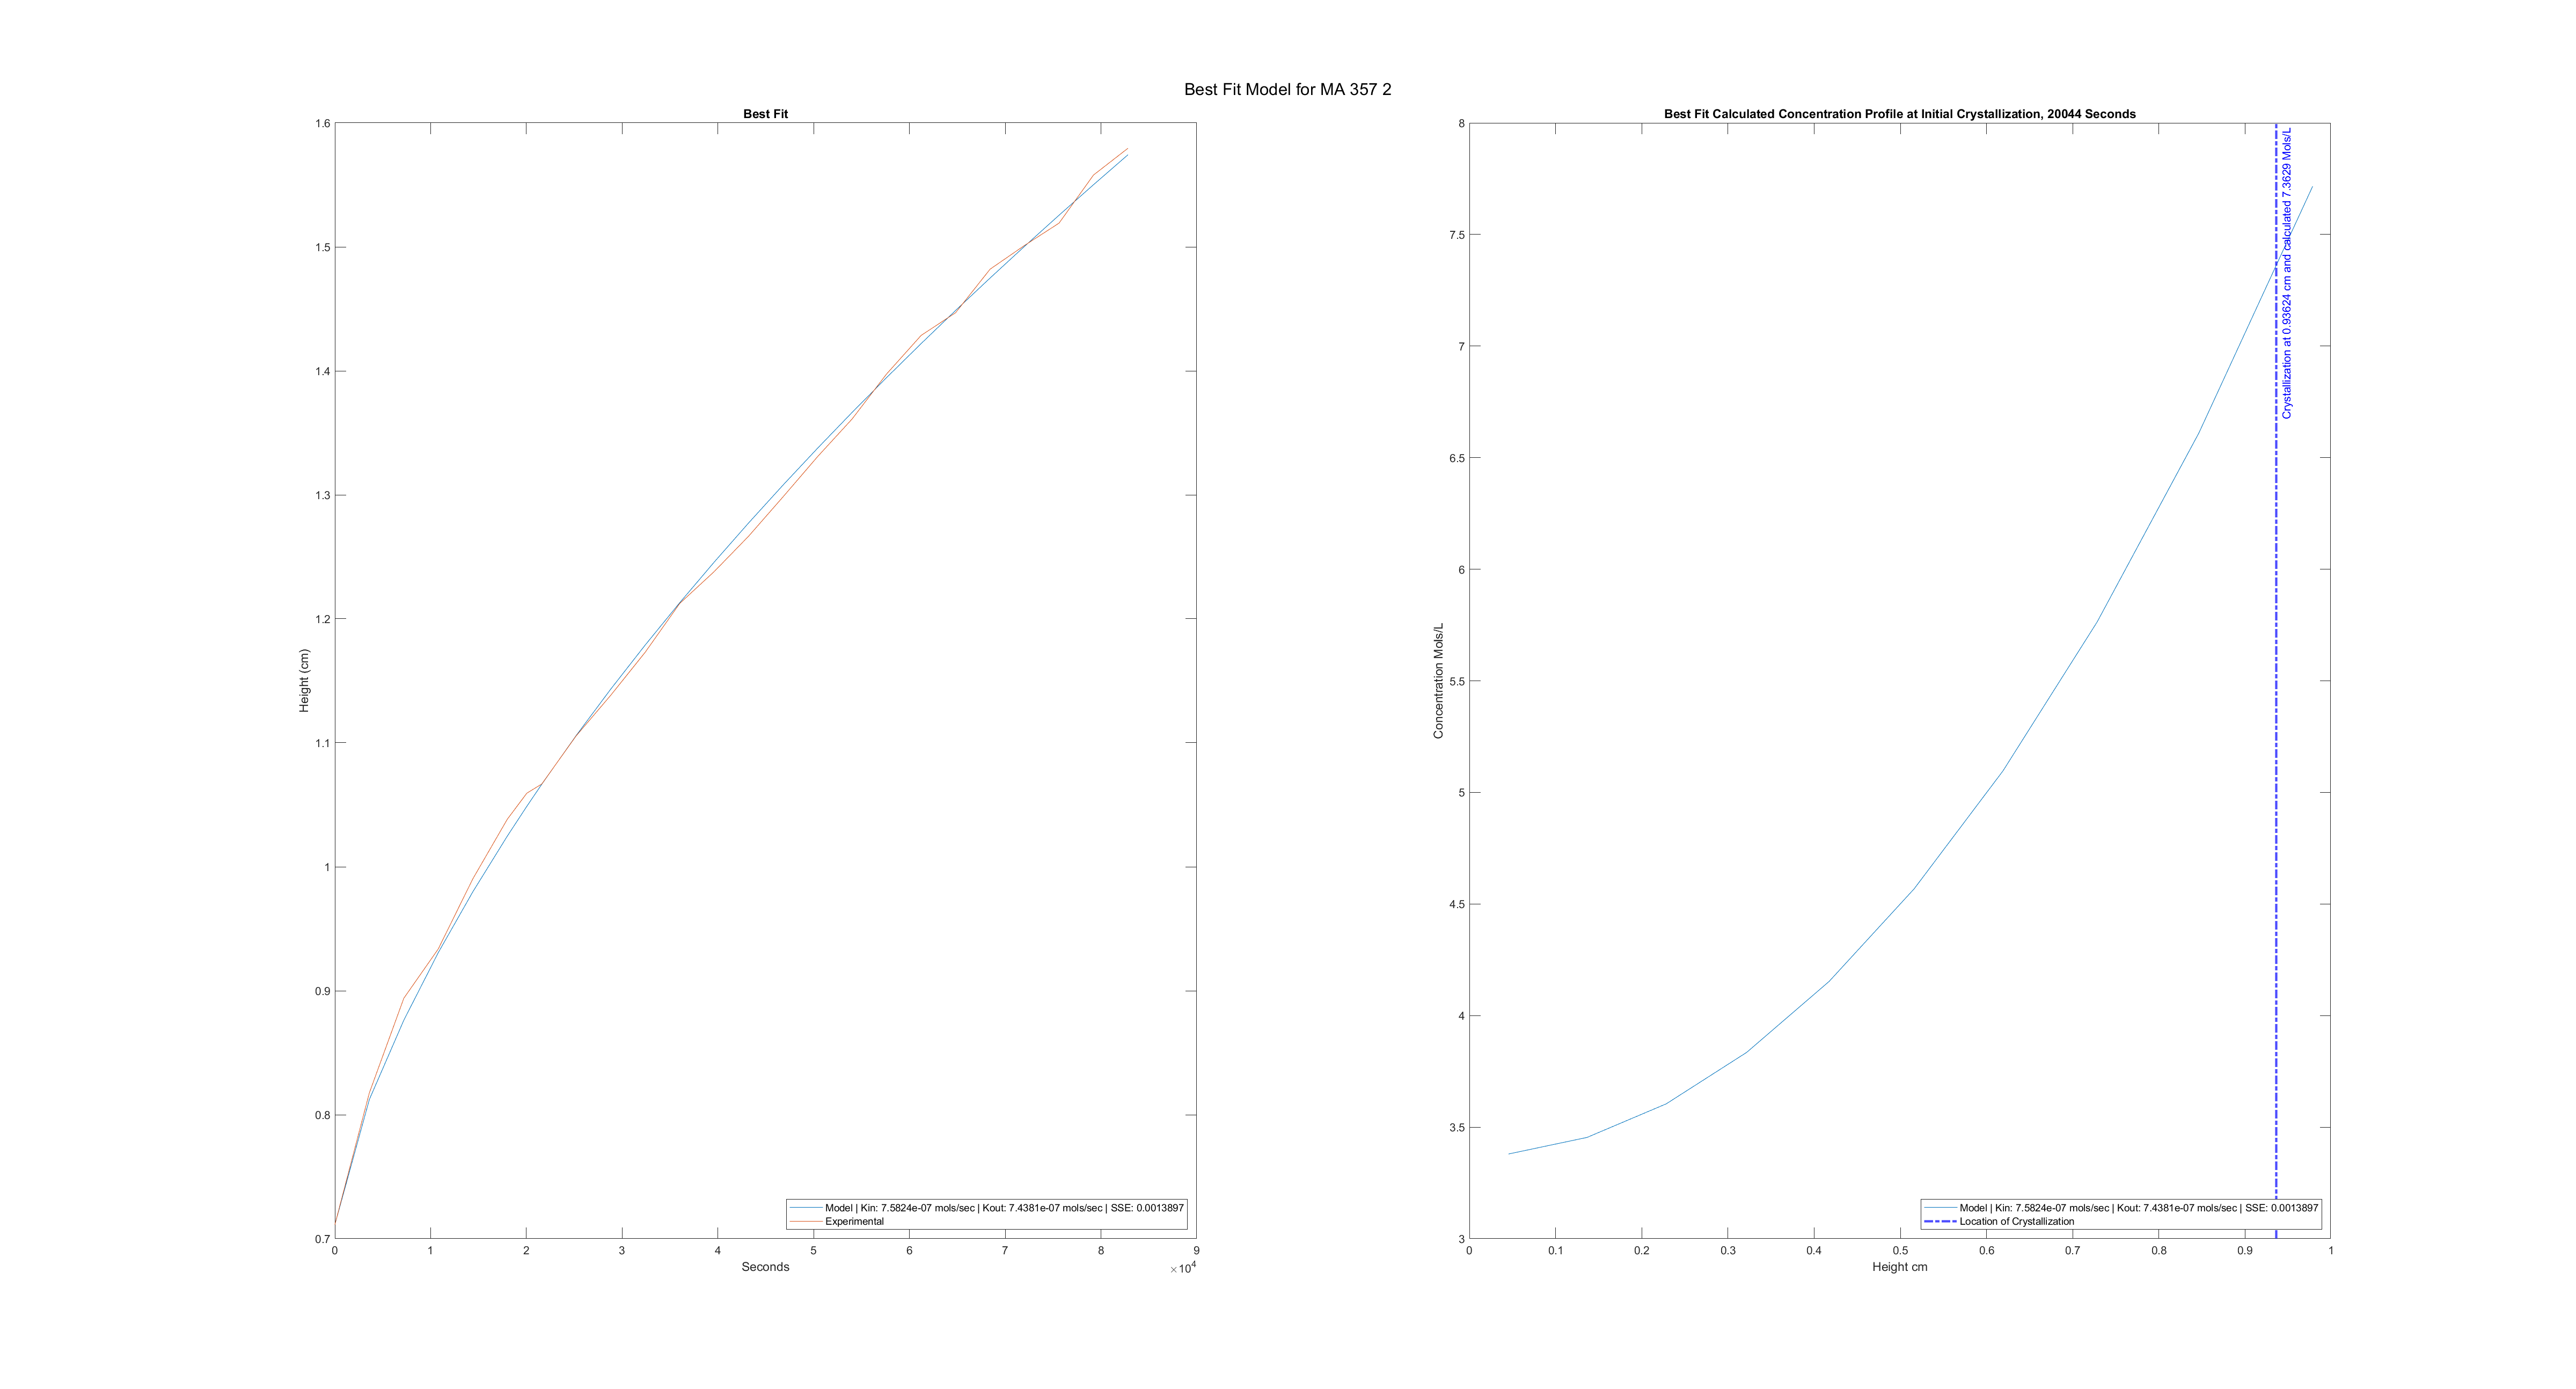 Best Fit Model for MA 357 2
Best Fit
1.6
1.5
1.4
1.3
1.2
1.1
1
0.9
0.8
0.7
Height (cm)
0 1 2 3 4 5 6 7 8 9
Seconds
×10⁴
Model | Kin: 7.5824e-07 mols/sec | Kout: 7.4381e-07 mols/sec | SSE: 0.0013897
Experimental
Best Fit Calculated Concentration Profile at Initial Crystallization, 20044 Seconds
8
7.5
7
6.5
6
5.5
5
4.5
4
3.5
3
Concentration Mols/L
Crystallization at 0.93624 cm and calculated 7.3629 Mols/L
0 0.1 0.2 0.3 0.4 0.5 0.6 0.7 0.8 0.9 1
Height cm
Model | Kin: 7.5824e-07 mols/sec | Kout: 7.4381e-07 mols/sec | SSE: 0.0013897
Location of Crystallization